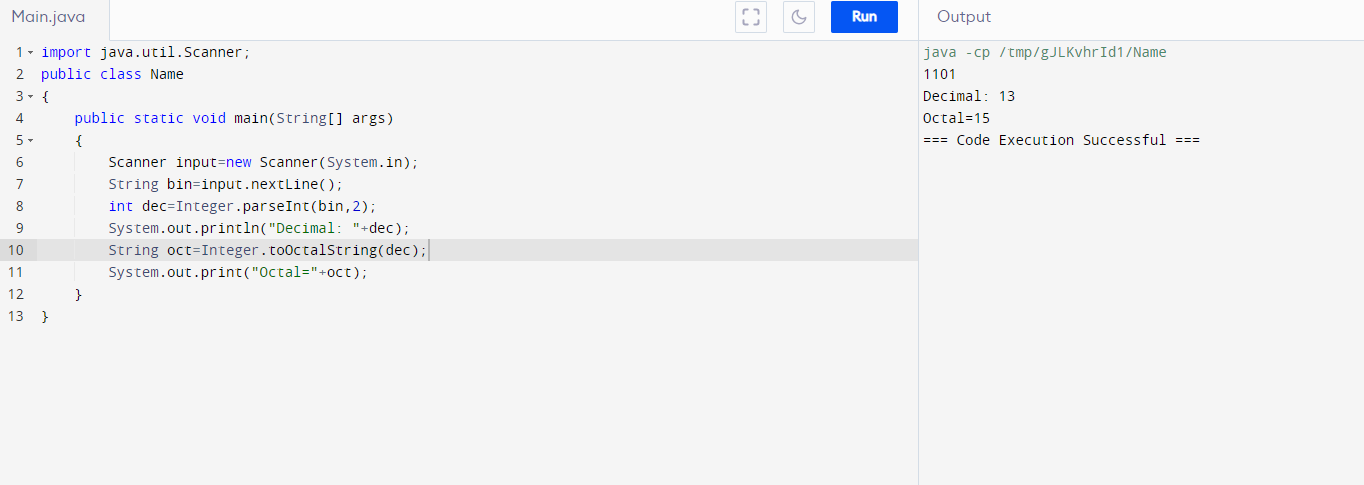 Main.java
Run
Output
1 import java.util.Scanner;
2 public class Name
3 {
4     public static void main(String[] args)
5     {
6         Scanner input=new Scanner(System.in);
7         String bin=input.nextLine();
8         int dec=Integer.parseInt(bin,2);
9         System.out.println("Decimal: "+dec);
10         String oct=Integer.toOctalString(dec);
11         System.out.print("Octal="+oct);
12     }
13 }
java -cp /tmp/gJLKvhrId1/Name
1101
Decimal: 13
Octal=15
=== Code Execution Successful ===